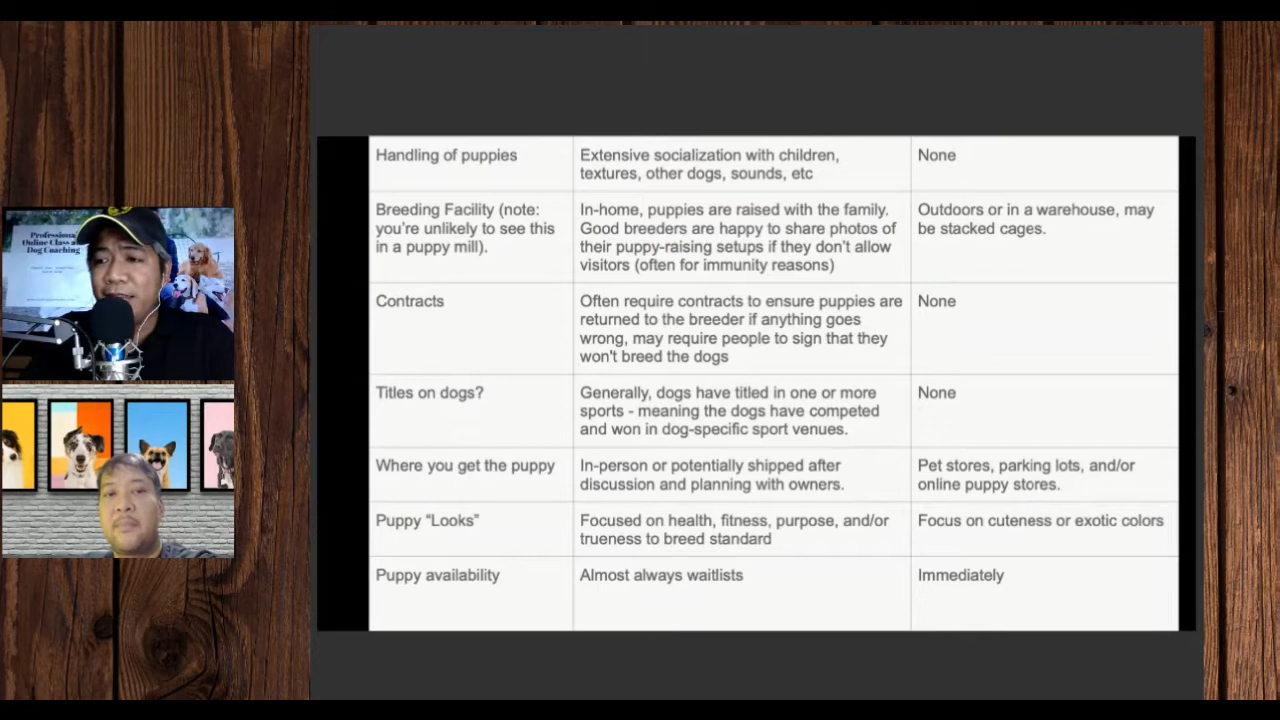 Professional
Online Class a
Dog Coaching
Handling of puppies
Extensive socialization with children,
textures, other dogs, sounds, etc
None
Breeding Facility (note:
you're unlikely to see this
in a puppy mill).
In-home, puppies are raised with the family.
Good breeders are happy to share photos of
their puppy-raising setups if they don't allow
visitors (often for immunity reasons)
Outdoors or in a warehouse, may
be stacked cages.
Contracts
Often require contracts to ensure puppies are
returned to the breeder if anything goes
wrong, may require people to sign that they
won't breed the dogs
None
Titles on dogs?
Generally, dogs have titled in one or more
sports - meaning the dogs have competed
and won in dog-specific sport venues.
None
Where you get the puppy
In-person or potentially shipped after
discussion and planning with owners.
Pet stores, parking lots, and/or
online puppy stores.
Puppy “Looks”
Focused on health, fitness, purpose, and/or
trueness to breed standard
Focus on cuteness or exotic colors
Puppy availability
Almost always waitlists
Immediately